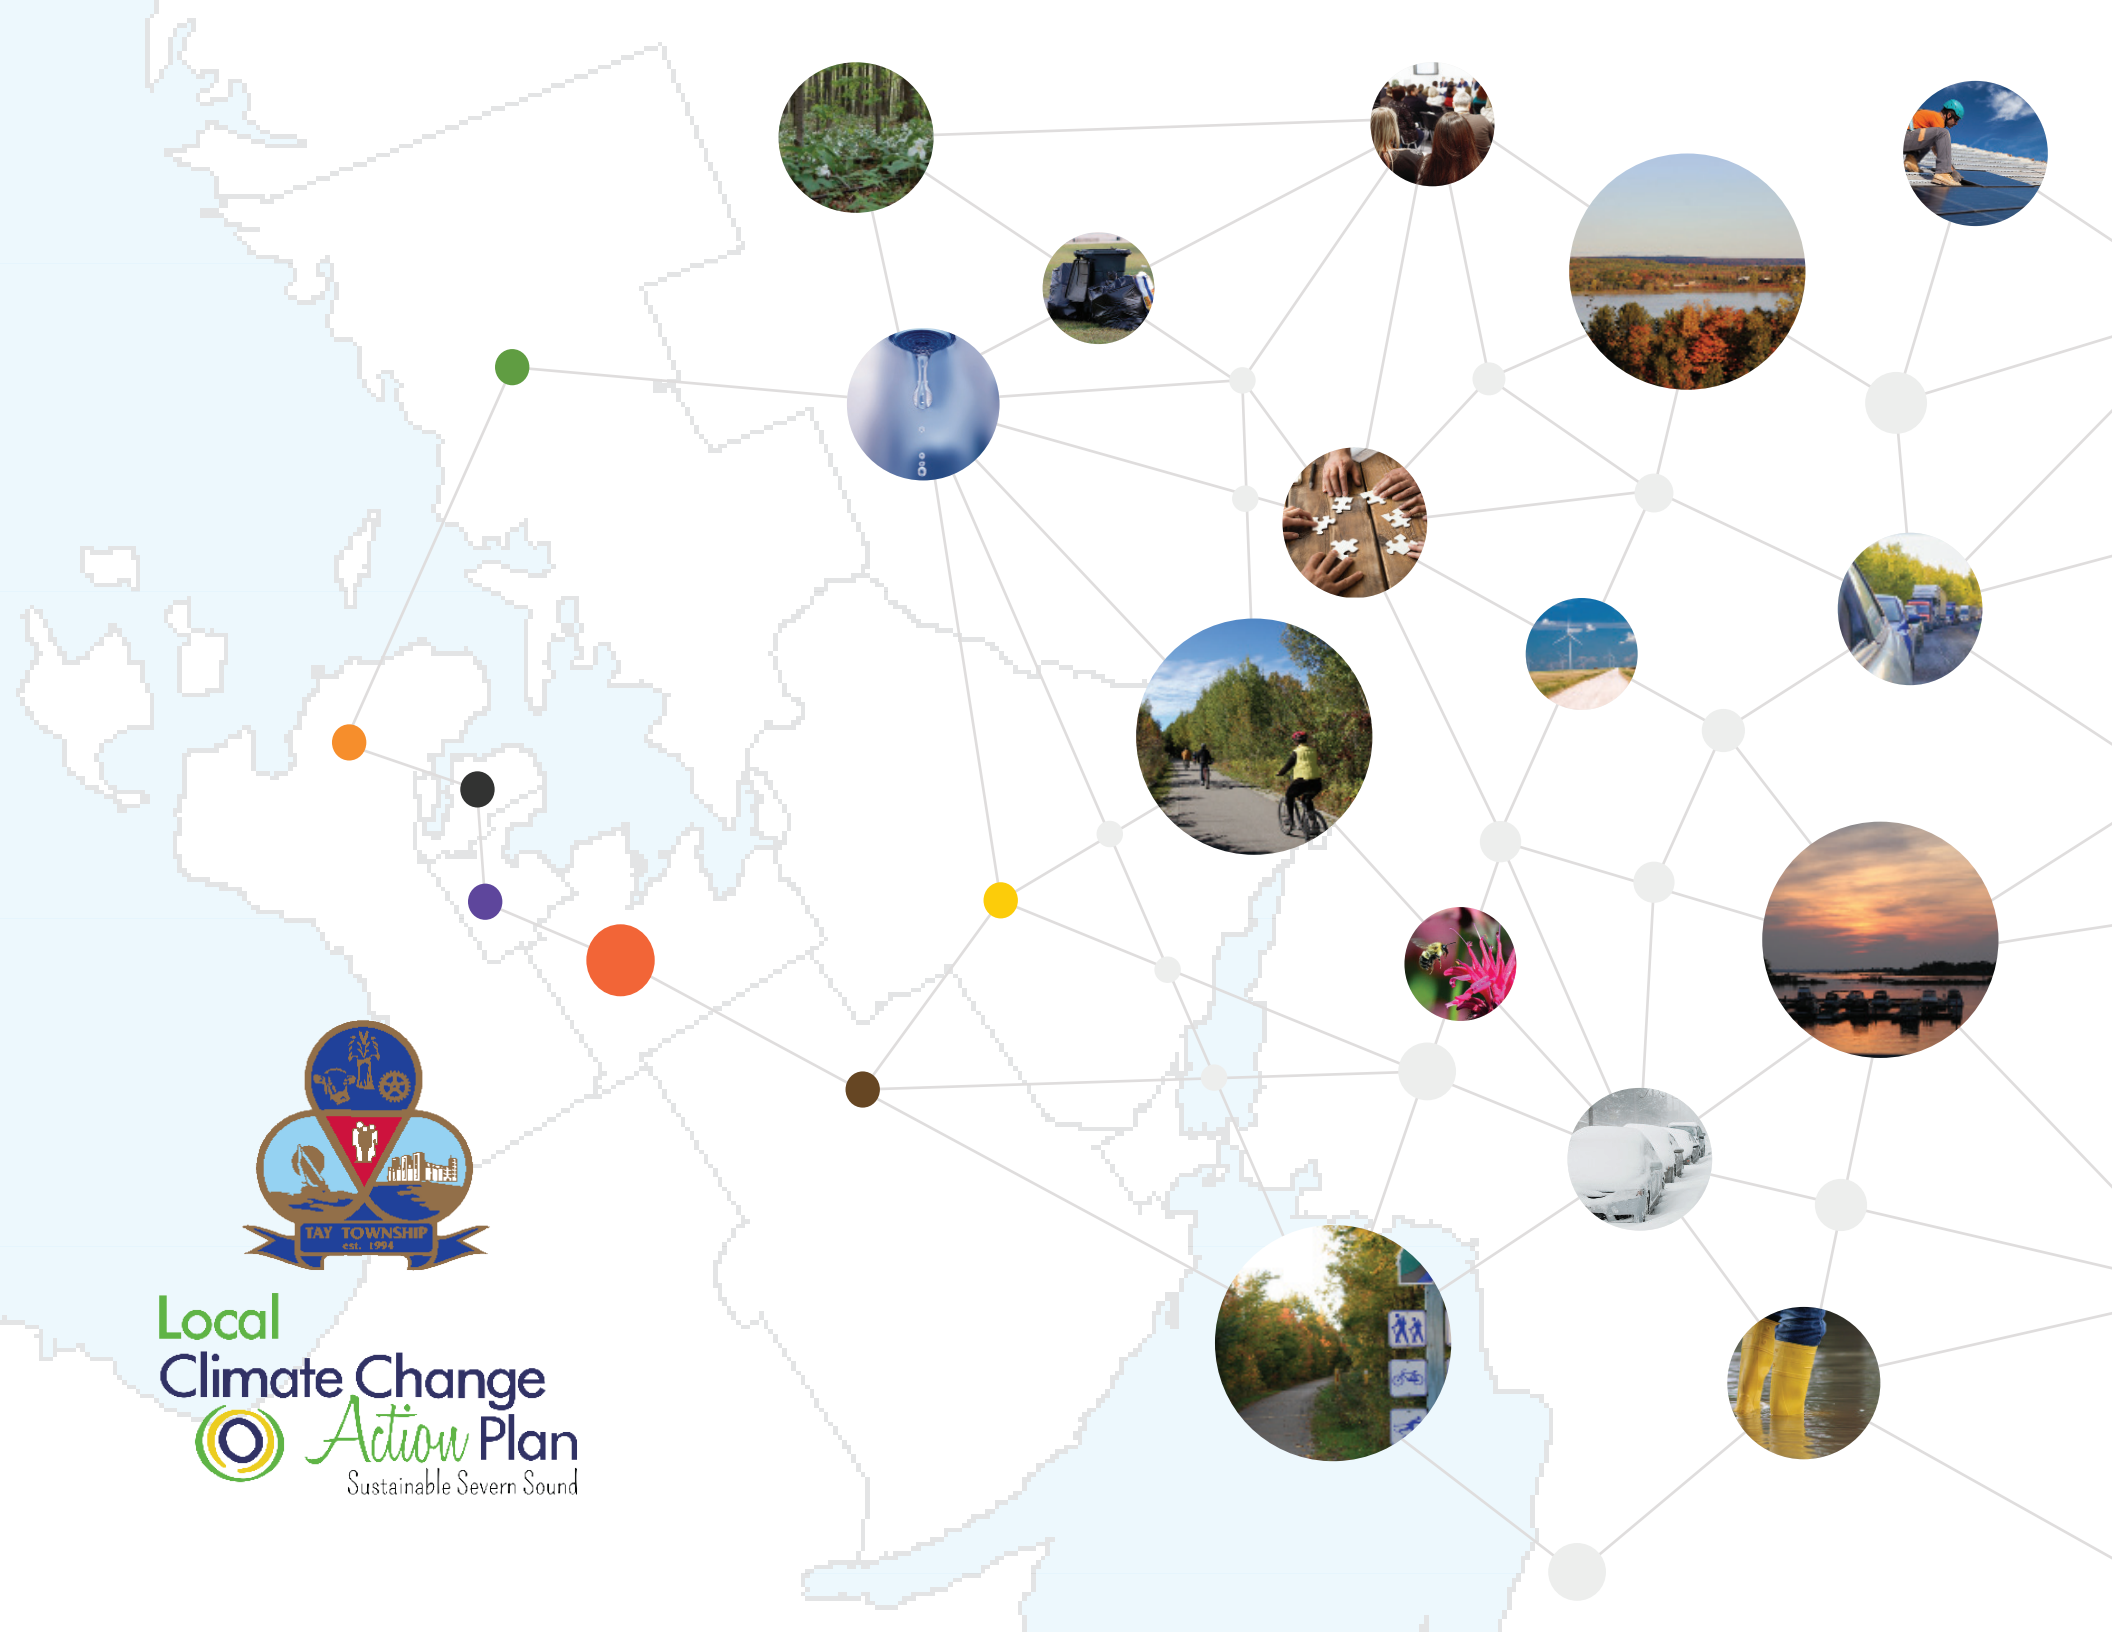 TAY TOWNSHIP
est. 1994
Local
Climate Change
Action Plan
Sustainable Severn Sound